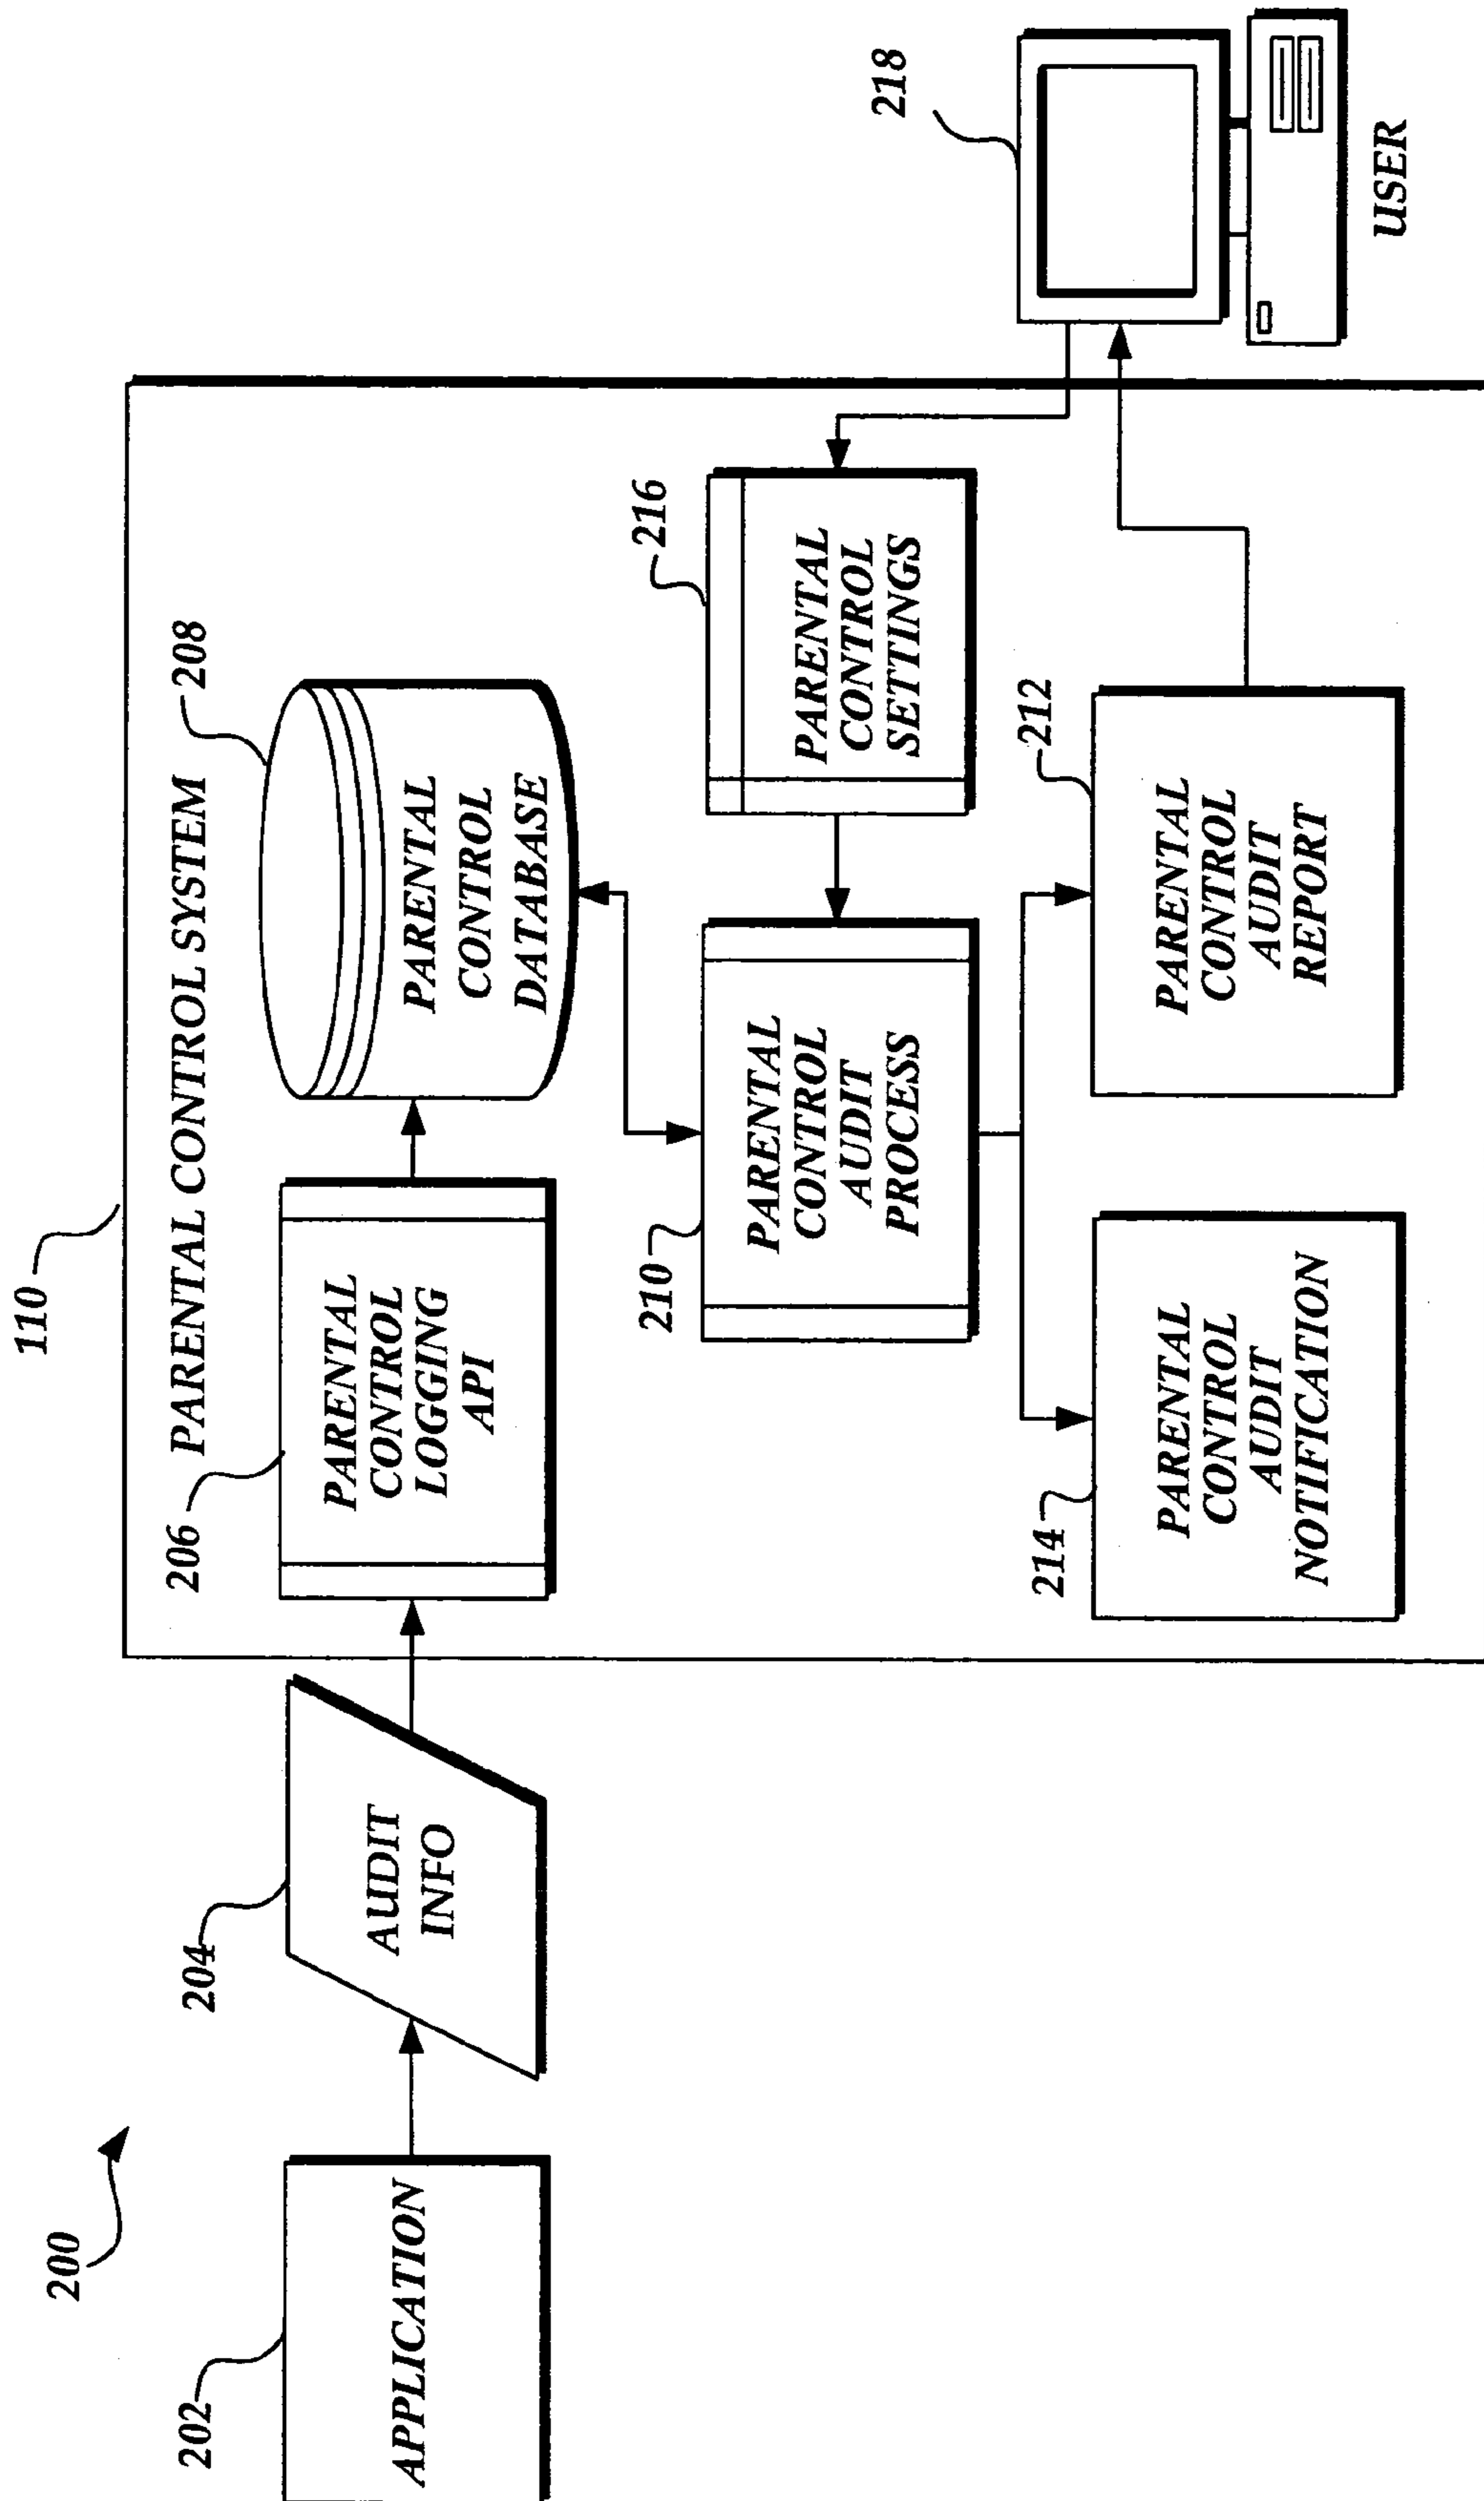 200
202
APPLICATION
204
AUDIT
INFO
110
PARENTAL CONTROL SYSTEM
206
PARENTAL
CONTROL
LOGGING
API
208
PARENTAL
CONTROL
DATABASE
210
PARENTAL
CONTROL
AUDIT
PROCESS
216
PARENTAL
CONTROL
SETTINGS
214
PARENTAL
CONTROL
AUDIT
NOTIFICATION
212
PARENTAL
CONTROL
AUDIT
REPORT
218
USER